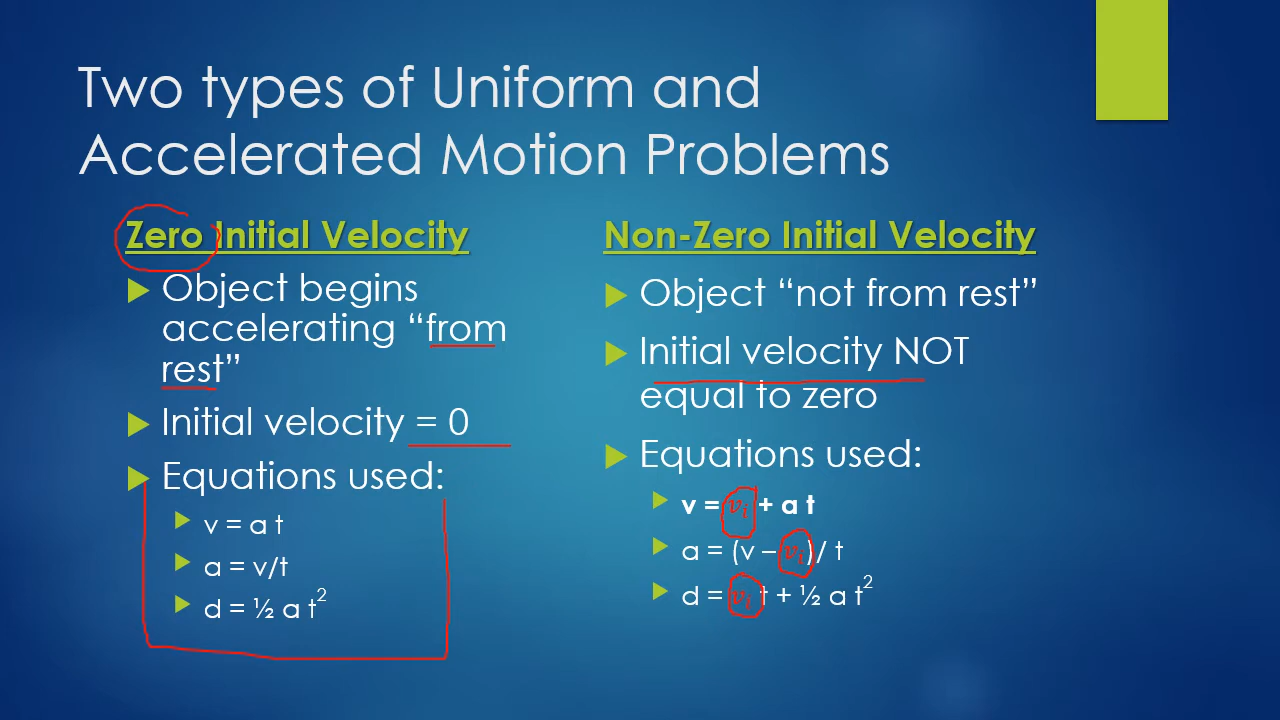 Two types of Uniform and
Accelerated Motion Problems
Zero Initial Velocity
Object begins
accelerating “from
rest”
Initial velocity = 0
Equations used:
v = a t
a = v/t
d = ½ a t²
Non-Zero Initial Velocity
Object “not from rest”
Initial velocity NOT
equal to zero
Equations used:
v = vᵢ + a t
a = (v – vᵢ)/ t
d = vᵢ t + ½ a t²